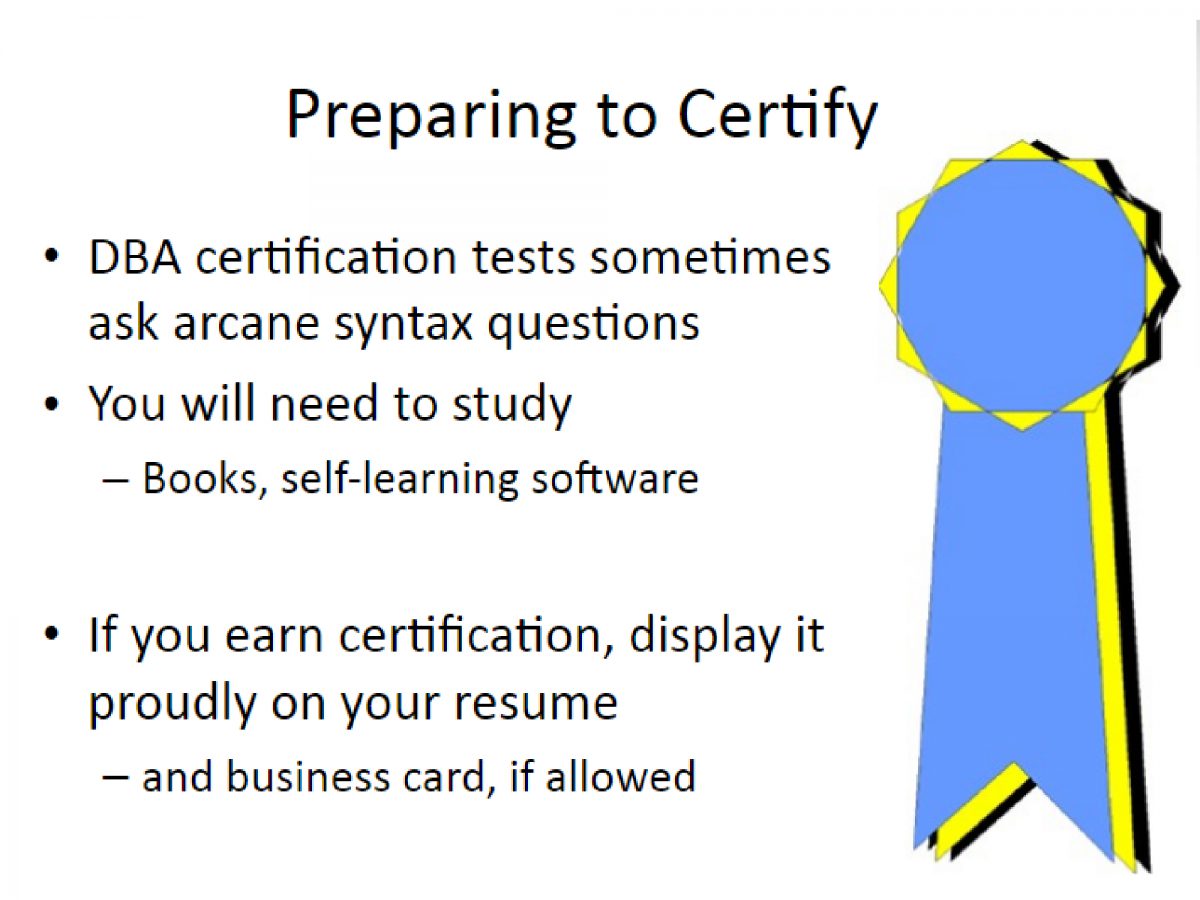 Preparing to Certify
• DBA certification tests sometimes
ask arcane syntax questions
• You will need to study
– Books, self-learning software
• If you earn certification, display it
proudly on your resume
– and business card, if allowed